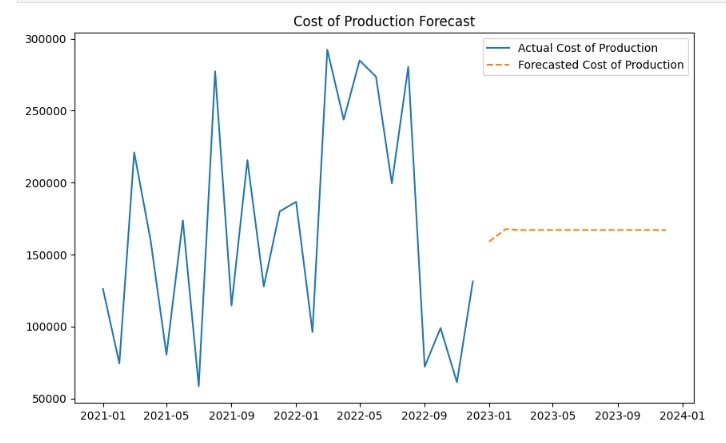 Cost of Production Forecast
Actual Cost of Production
Forecasted Cost of Production
300000
250000
200000
150000
100000
50000
2021-01 2021-05 2021-09 2022-01 2022-05 2022-09 2023-01 2023-05 2023-09 2024-01